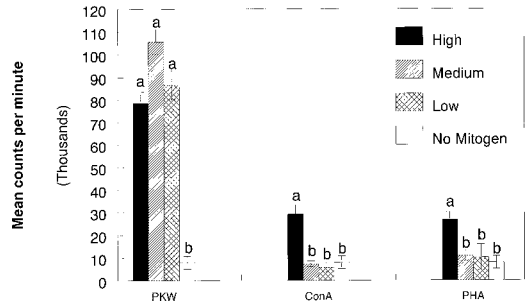 Mean counts per minute
(Thousands)
120
110
100
90
80
70
60
50
40
30
20
10
0
High
Medium
Low
No Mitogen
a
a
a
b
a
b
b
b
a
b
b
b
PKW
ConA
PHA